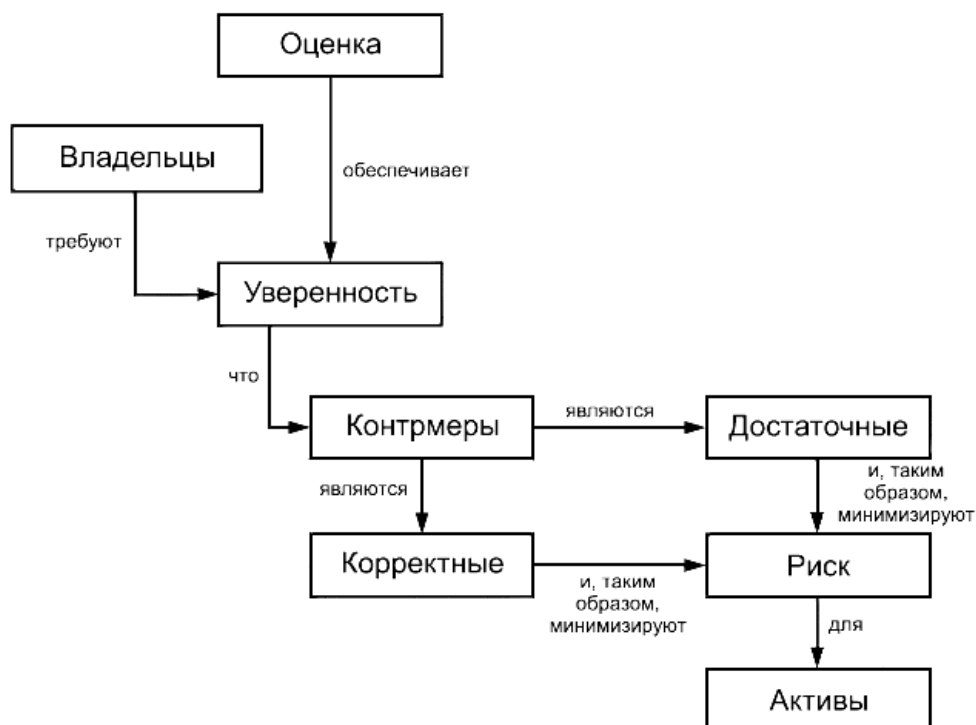 Оценка
Владельцы
обеспечивает
требуют
Уверенность
что
Контрмеры
являются
Достаточные
являются
и, таким
образом,
минимизируют
Корректные
и, таким
образом,
минимизируют
Риск
для
Активы